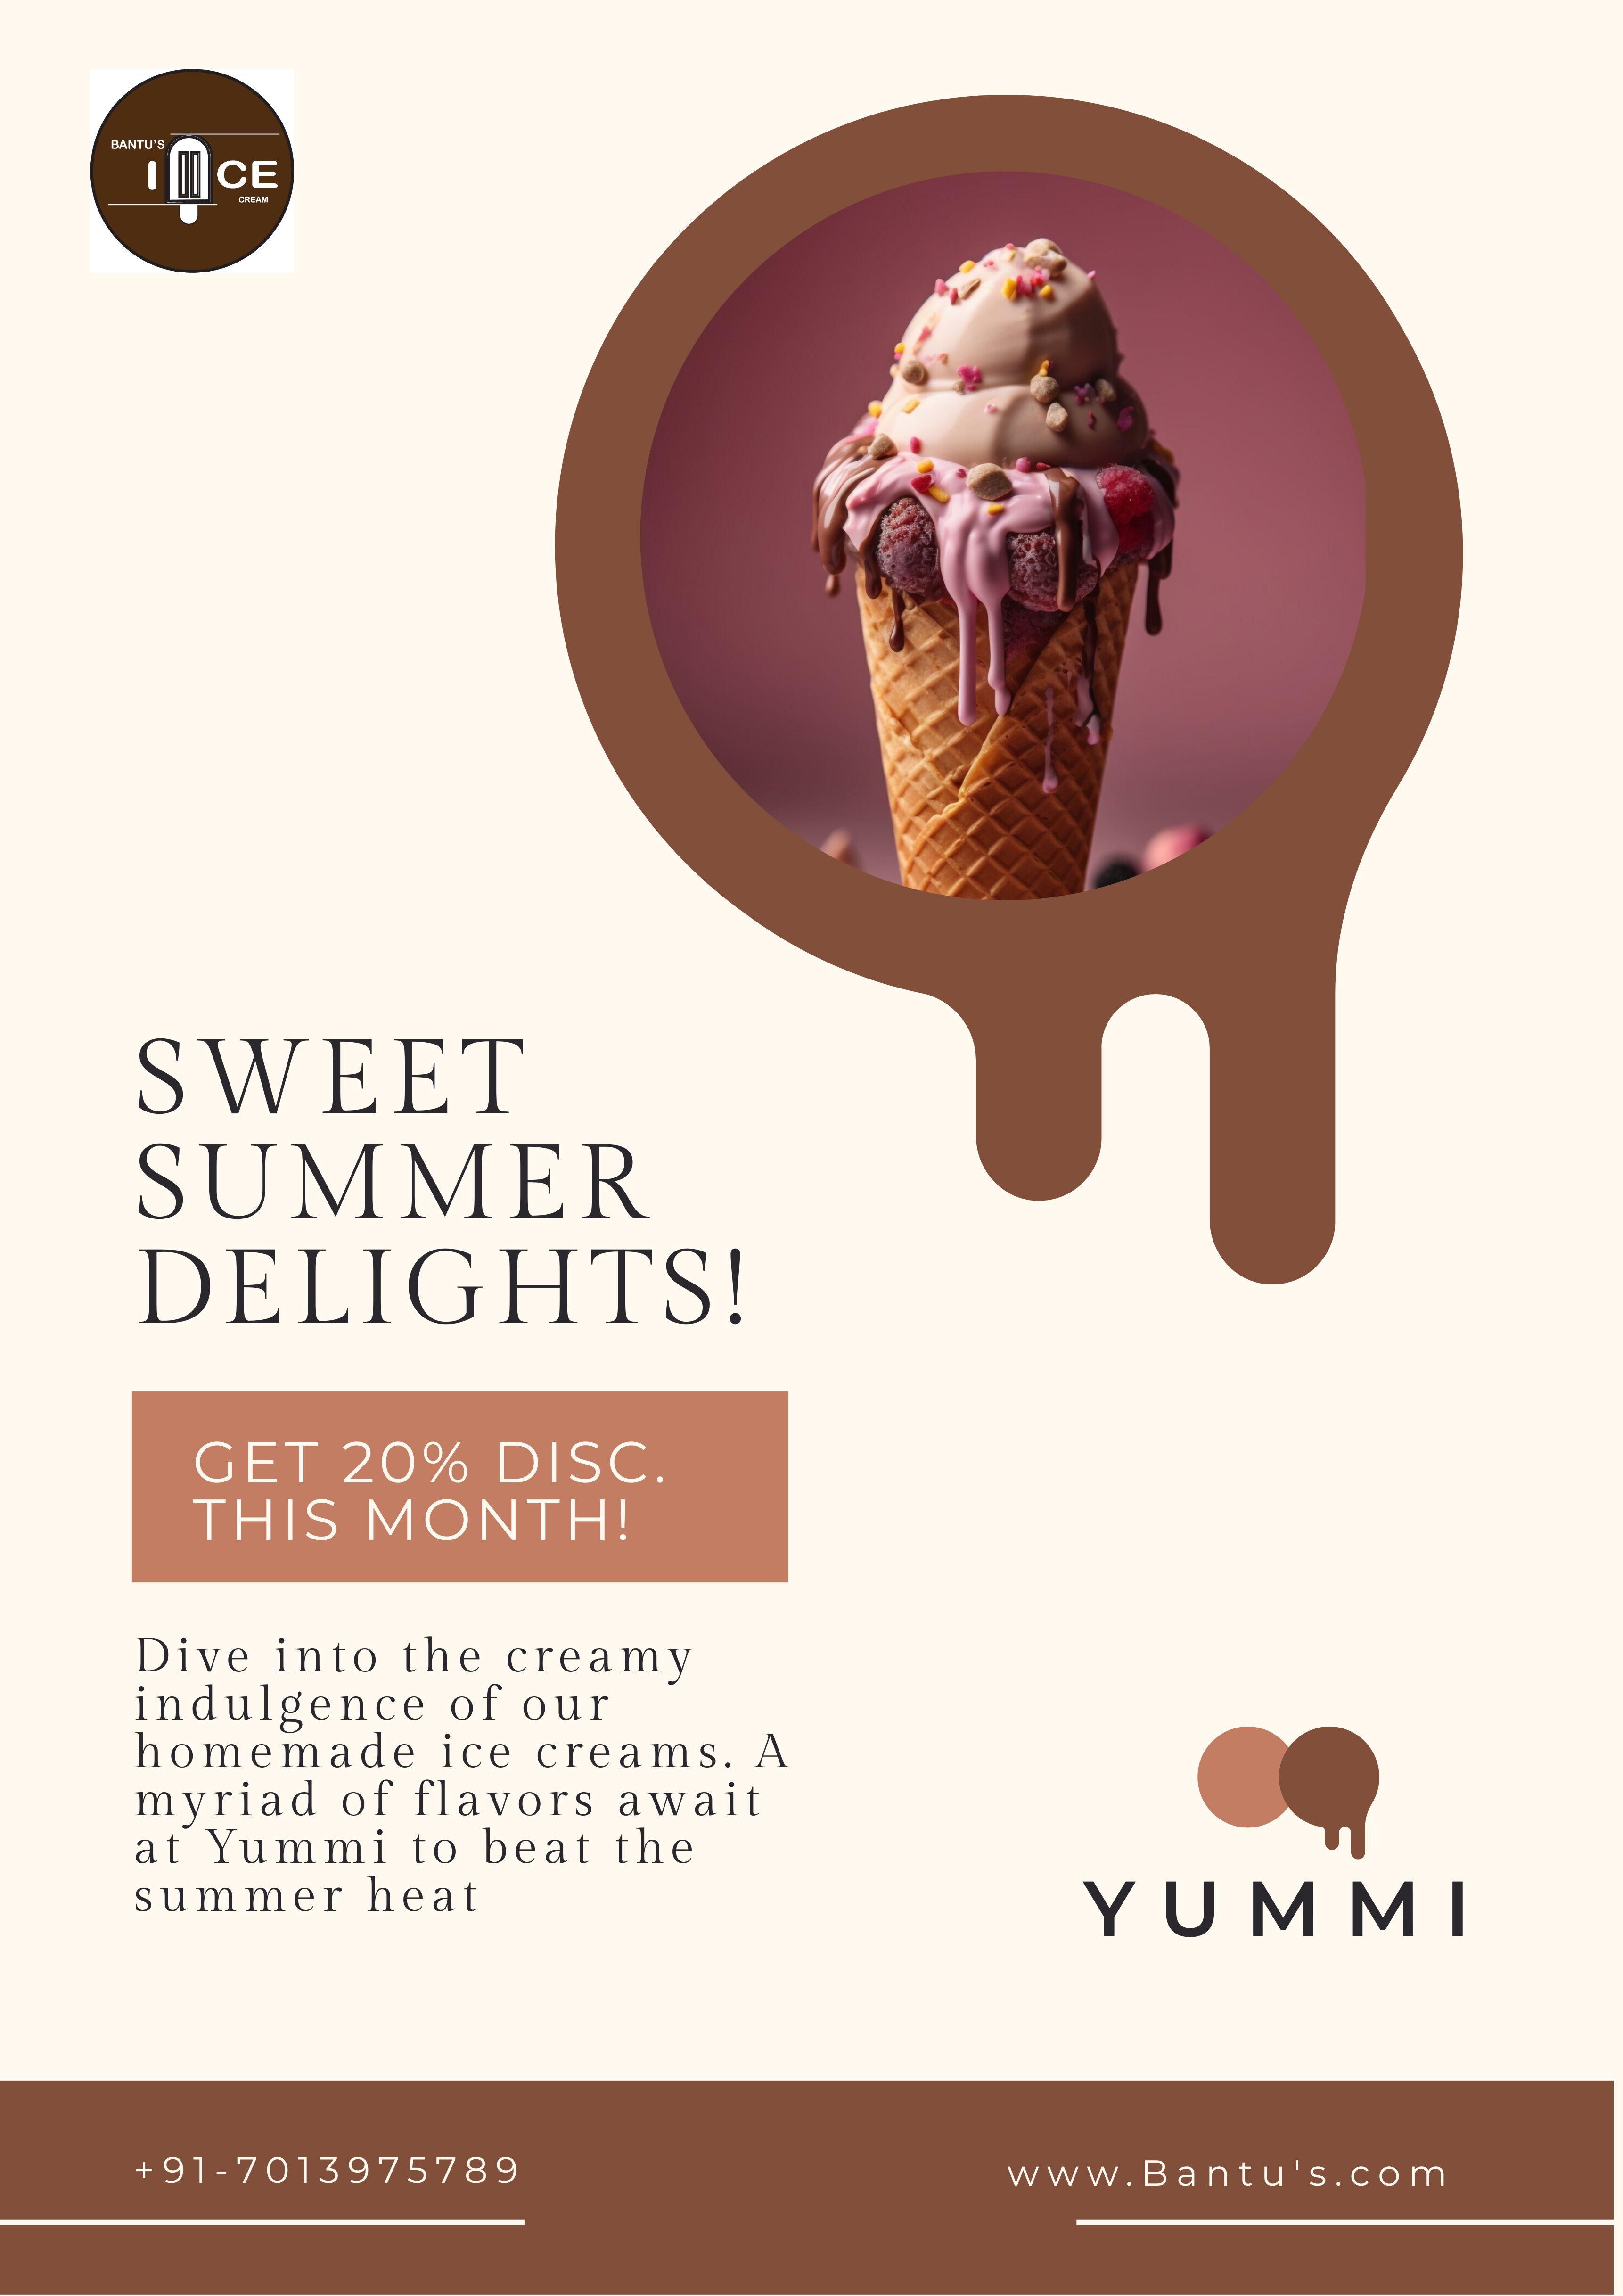 BANTU'S
I CE
CREAM
SWEET
SUMMER
DELIGHTS!
GET 20% DISC.
THIS MONTH!
Dive into the creamy
indulgence of our
homemade ice creams. A
myriad of flavors await
at Yummi to beat the
summer heat
YUMMI
+91-7013975789
www.Bantu's.com